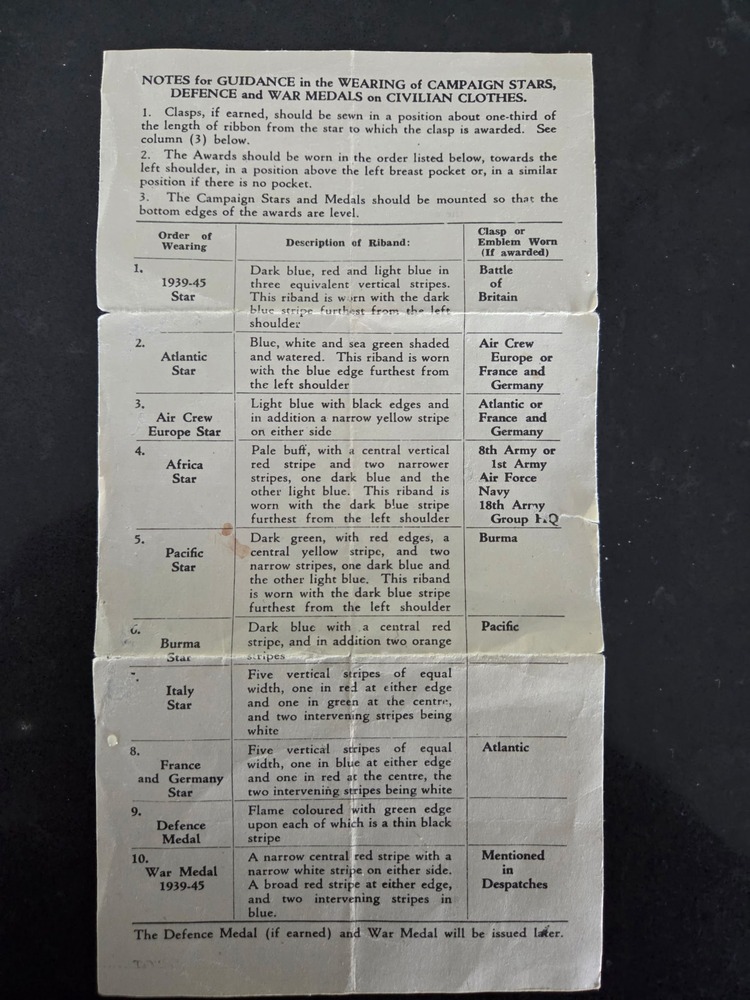 NOTES for GUIDANCE in the WEARING of CAMPAIGN STARS,
DEFENCE and WAR MEDALS on CIVILIAN CLOTHES.
1. Clasps, if earned, should be sewn in a position about one-third of
the length of ribbon from the star to which the clasp is awarded. See
column (3) below.
2. The Awards should be worn in the order listed below, towards the
left shoulder, in a position above the left breast pocket or, in a similar
position if there is no pocket.
3. The Campaign Stars and Medals should be mounted so that the
bottom edges of the awards are level.
Order of
Wearing
Description of Riband:
Clasp or
Emblem Worn
(If awarded)
1.
1939-45
Star
Dark blue, red and light blue in
three equivalent vertical stripes.
This riband is worn with the dark
blue stripe furthest from the left
shoulder
Battle
of
Britain
2.
Atlantic
Star
Blue, white and sea green shaded
and watered. This riband is worn
with the blue edge furthest from
the left shoulder
Air Crew
Europe or
France and
Germany
3.
Air Crew
Europe Star
Light blue with black edges and
in addition a narrow yellow stripe
on either side
Atlantic or
France and
Germany
4.
Africa
Star
Pale buff, with a central vertical
red stripe and two narrower
stripes, one dark blue and the
other light blue. This riband is
worn with the dark blue stripe
furthest from the left shoulder
8th Army or
1st Army
Air Force
Navy
18th Army
Group H.Q
5.
Pacific
Star
Dark green, with red edges, a
central yellow stripe, and two
narrow stripes, one dark blue and
the other light blue. This riband
is worn with the dark blue stripe
furthest from the left shoulder
Burma
6.
Burma
Star
Dark blue with a central red
stripe, and in addition two orange
stripes
Pacific
Italy
Star
Five vertical stripes of equal
width, one in red at either edge
and one in green at the centre,
and two intervening stripes being
white
8.
France
and Germany
Star
Five vertical stripes of equal
width, one in blue at either edge
and one in red at the centre, the
two intervening stripes being white
Atlantic
9.
Defence
Medal
Flame coloured with green edge
upon each of which is a thin black
stripe
10.
War Medal
1939-45
A narrow central red stripe with a
narrow white stripe on either side.
A broad red stripe at either edge,
and two intervening stripes in
blue.
Mentioned
in
Despatches
The Defence Medal (if earned) and War Medal will be issued later.